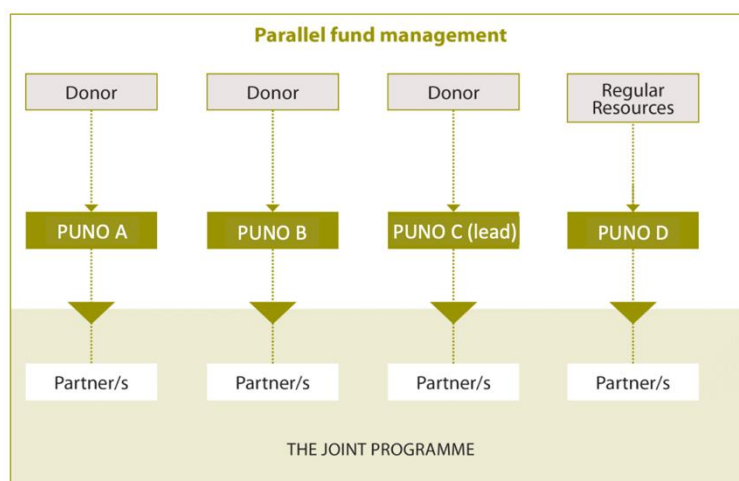 Parallel fund management
Donor
Donor
Donor
Regular
Resources
PUNO A
PUNO B
PUNO C (lead)
PUNO D
Partner/s
Partner/s
Partner/s
Partner/s
THE JOINT PROGRAMME